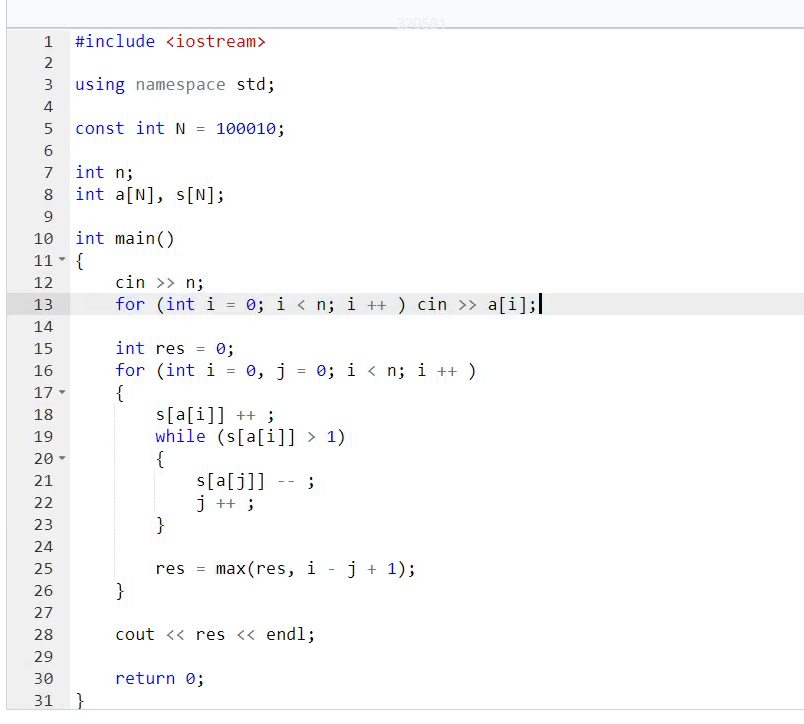 320581
1 #include <iostream>
2
3 using namespace std;
4
5 const int N = 100010;
6
7 int n;
8 int a[N], s[N];
9
10 int main()
11 {
12     cin >> n;
13     for (int i = 0; i < n; i ++ ) cin >> a[i];
14
15     int res = 0;
16     for (int i = 0, j = 0; i < n; i ++ )
17     {
18         s[a[i]] ++ ;
19         while (s[a[i]] > 1)
20         {
21             s[a[j]] -- ;
22             j ++ ;
23         }
24
25         res = max(res, i - j + 1);
26     }
27
28     cout << res << endl;
29
30     return 0;
31 }